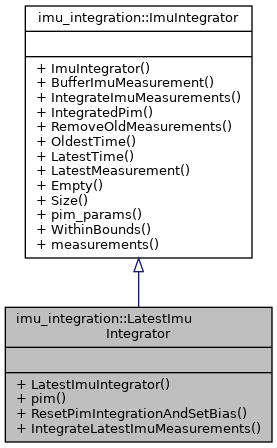 imu_integration::ImuIntegrator
+ ImuIntegrator()
+ BufferImuMeasurement()
+ IntegrateImuMeasurements()
+ IntegratedPim()
+ RemoveOldMeasurements()
+ OldestTime()
+ LatestTime()
+ LatestMeasurement()
+ Empty()
+ Size()
+ pim_params()
+ WithinBounds()
+ measurements()
imu_integration::LatestImu
Integrator
+ LatestImuIntegrator()
+ pim()
+ ResetPimIntegrationAndSetBias()
+ IntegrateLatestImuMeasurements()